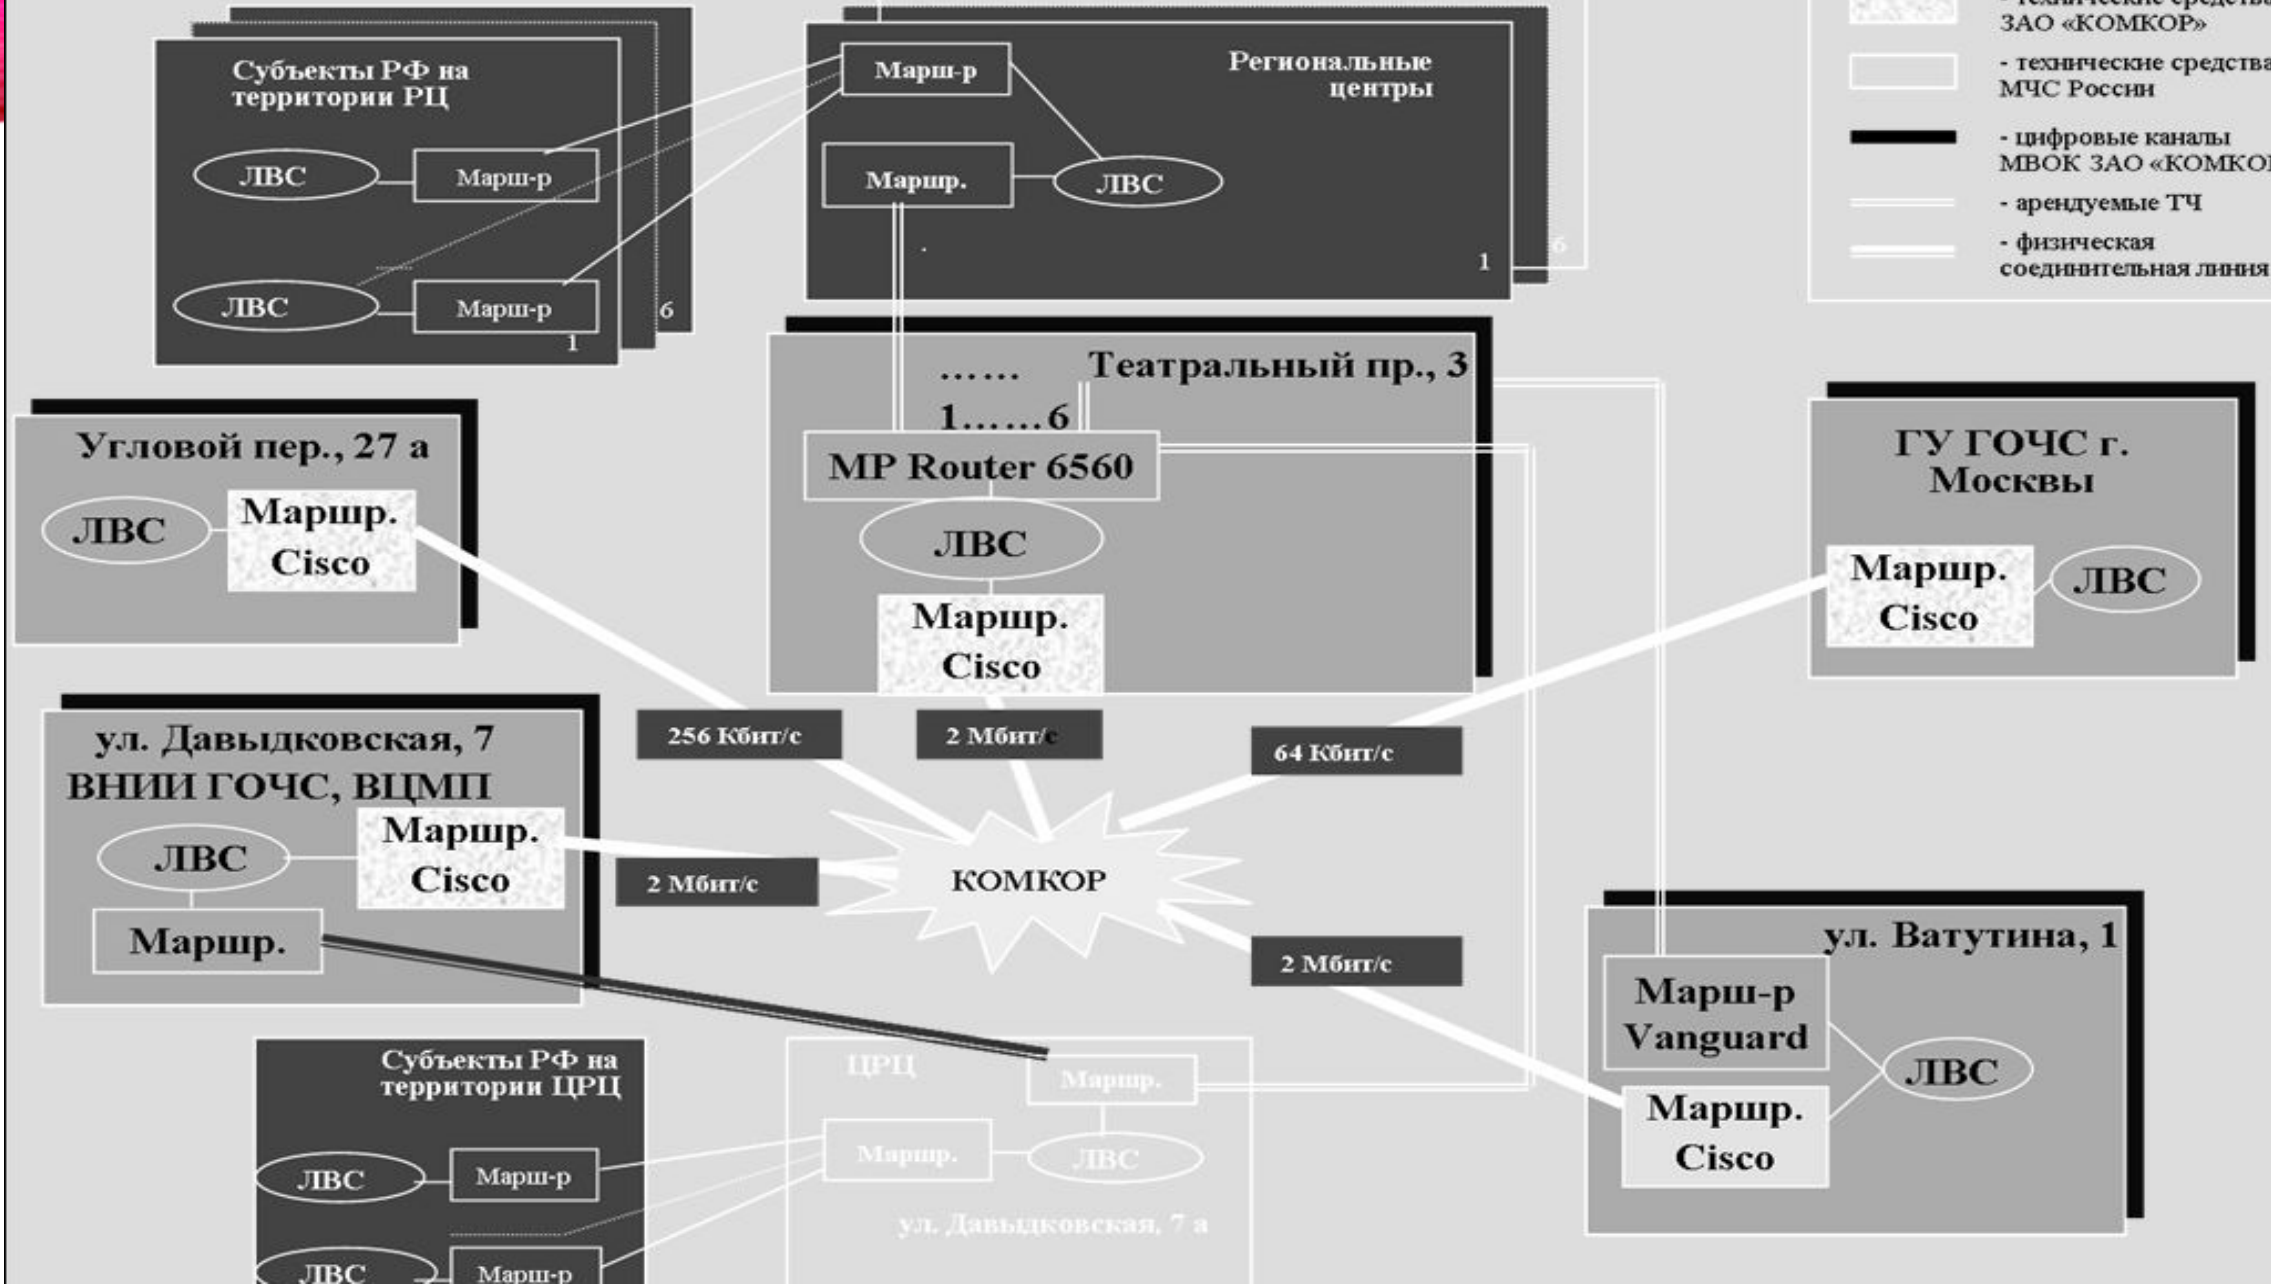 Субъекты РФ на
территории РЦ
ЛВС
Марш-р
ЛВС
Марш-р
1
6
Марш-р
Региональные
центры
Маршр.
ЛВС
.
1
6
- технические средства
ЗАО «КОМКОР»
- технические средства
МЧС России
- цифровые каналы
МВОК ЗАО «КОМКОР
- арендуемые ТЧ
- физическая
соединительная линия
Угловой пер., 27 а
ЛВС
Маршр.
Cisco
...... Театральный пр., 3
1......6
MP Router 6560
ЛВС
Маршр.
Cisco
ГУ ГОЧС г.
Москвы
Маршр.
Cisco
ЛВС
ул. Давыдковская, 7
ВНИИ ГОЧС, ВЦМП
ЛВС
Маршр.
Cisco
Маршр.
256 Кбит/с
2 Мбит/с
64 Кбит/с
2 Мбит/с
КОМКОР
2 Мбит/с
ул. Ватутина, 1
Марш-р
Vanguard
ЛВС
Маршр.
Cisco
Субъекты РФ на
территории ЦРЦ
ЛВС
Марш-р
ЛВС
Марш-р
ЦРЦ
Маршр.
Маршр.
ЛВС
ул. Давыдковская, 7 а